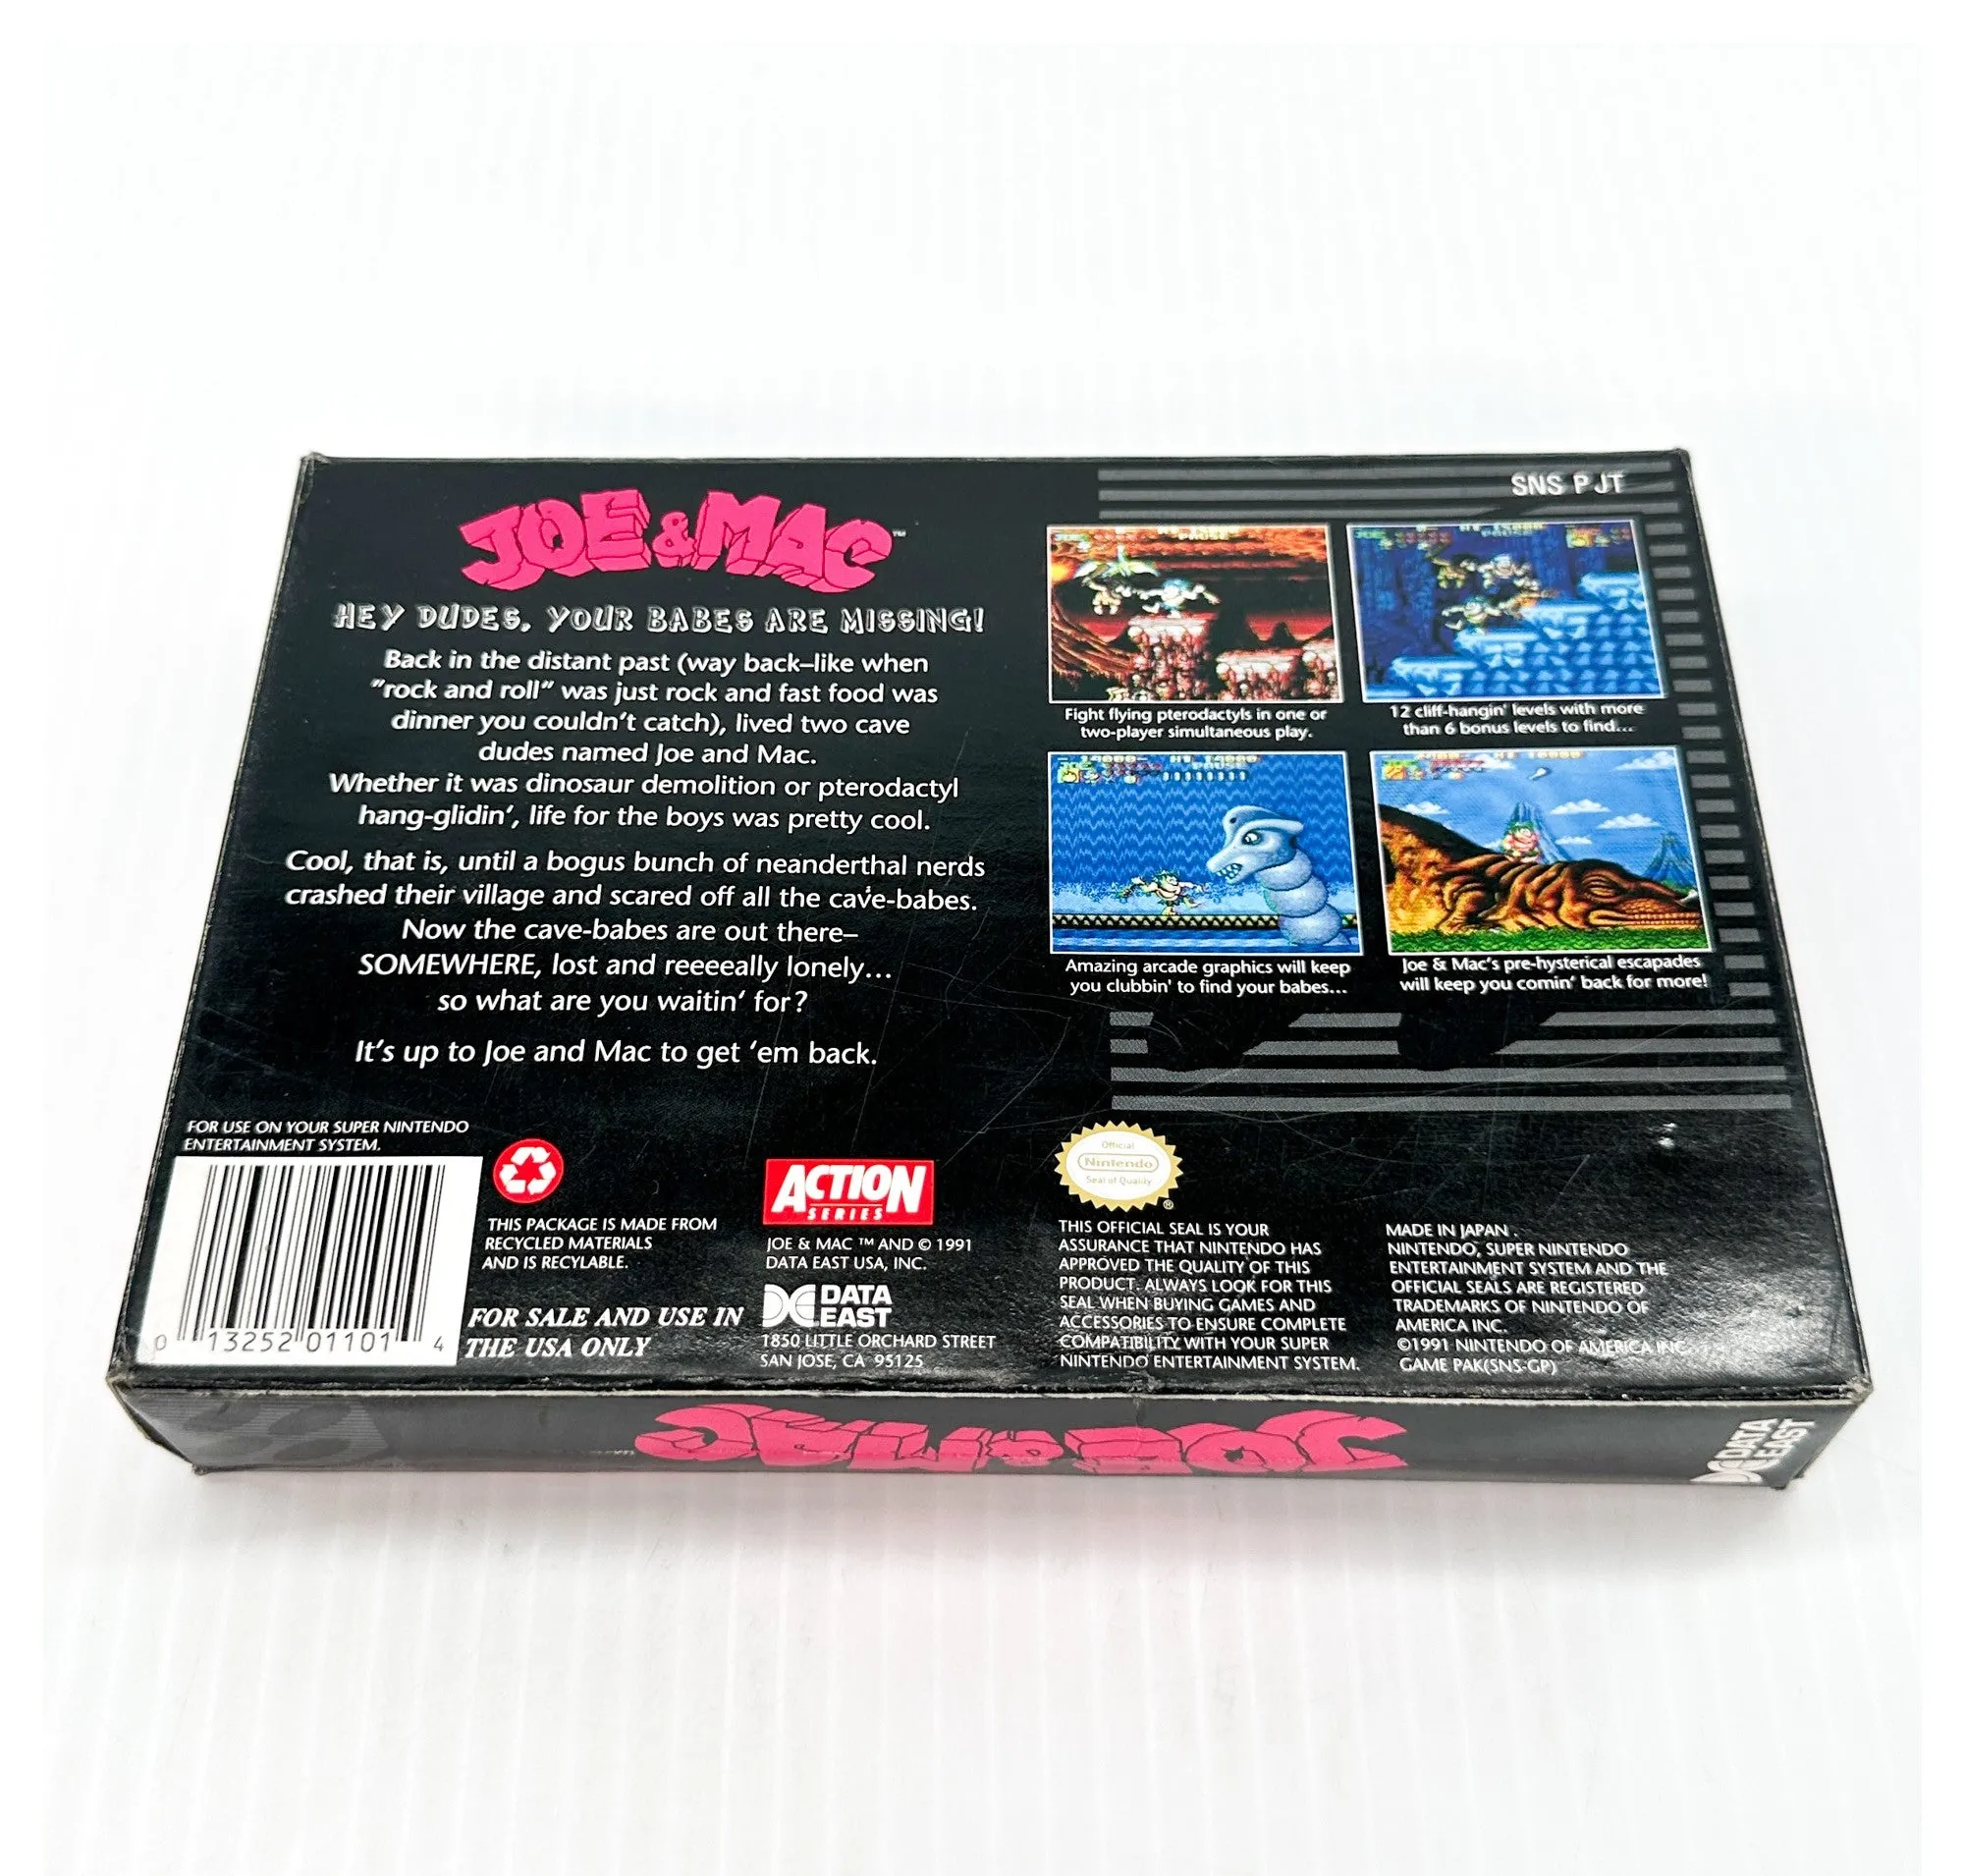 JOE & MAC™
HEY DUDES, YOUR BABES ARE MISSING!
Back in the distant past (way back–like when
"rock and roll" was just rock and fast food was
dinner you couldn't catch), lived two cave
dudes named Joe and Mac.
Whether it was dinosaur demolition or pterodactyl
hang-glidin', life for the boys was pretty cool.
Cool, that is, until a bogus bunch of neanderthal nerds
crashed their village and scared off all the cave-babes.
Now the cave-babes are out there–
SOMEWHERE, lost and reeeeally lonely...
so what are you waitin' for?
It's up to Joe and Mac to get 'em back.
SNS PJT
PAUSE
PAUSE
Fight flying pterodactyls in one or
two-player simultaneous play.
12 cliff-hangin' levels with more
than 6 bonus levels to find...
PAUSE
Amazing arcade graphics will keep
you clubbin' to find your babes...
Joe & Mac's pre-hysterical escapades
will keep you comin' back for more!
FOR USE ON YOUR SUPER NINTENDO
ENTERTAINMENT SYSTEM.
0 13252 01101 4
THIS PACKAGE IS MADE FROM
RECYCLED MATERIALS
AND IS RECYLABLE.
FOR SALE AND USE IN
THE USA ONLY
ACTION
SERIES
JOE & MAC ™ AND © 1991
DATA EAST USA, INC.
DATA
EAST
1850 LITTLE ORCHARD STREET
SAN JOSE, CA 95125
Official
Nintendo
Seal of Quality
®
THIS OFFICIAL SEAL IS YOUR
ASSURANCE THAT NINTENDO HAS
APPROVED THE QUALITY OF THIS
PRODUCT. ALWAYS LOOK FOR THIS
SEAL WHEN BUYING GAMES AND
ACCESSORIES TO ENSURE COMPLETE
COMPATIBILITY WITH YOUR SUPER
NINTENDO ENTERTAINMENT SYSTEM.
MADE IN JAPAN .
NINTENDO, SUPER NINTENDO
ENTERTAINMENT SYSTEM AND THE
OFFICIAL SEALS ARE REGISTERED
TRADEMARKS OF NINTENDO OF
AMERICA INC.
©1991 NINTENDO OF AMERICA INC.
GAME PAK(SNS-GP)
JOE & MAC
DATA
EAST